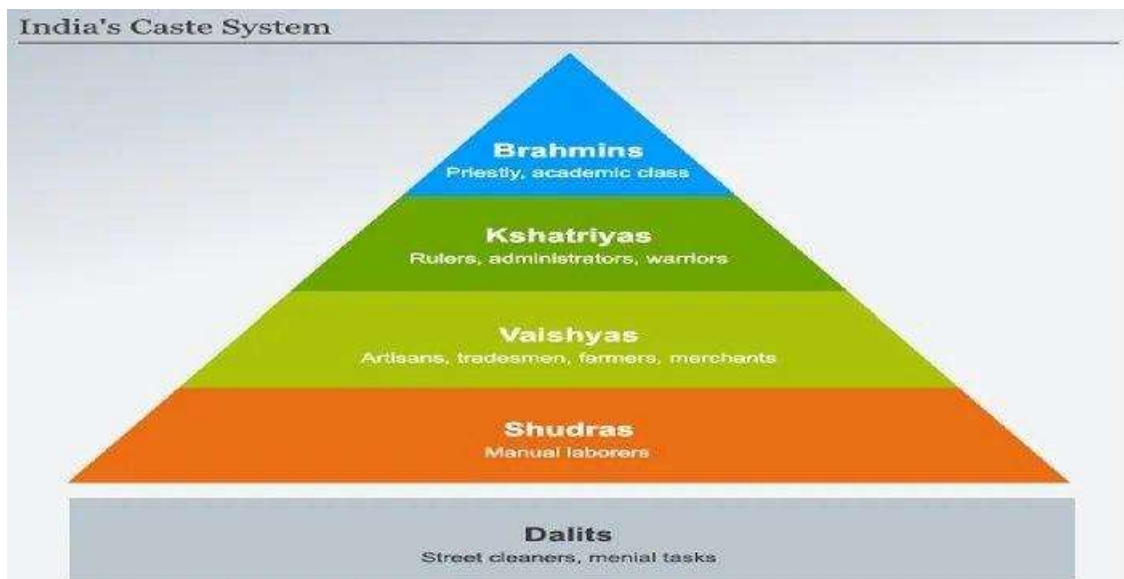 India's Caste System
Brahmins
Priestly, academic class
Kshatriyas
Rulers, administrators, warriors
Vaishyas
Artisans, tradesmen, farmers, merchants
Shudras
Manual laborers
Dalits
Street cleaners, menial tasks